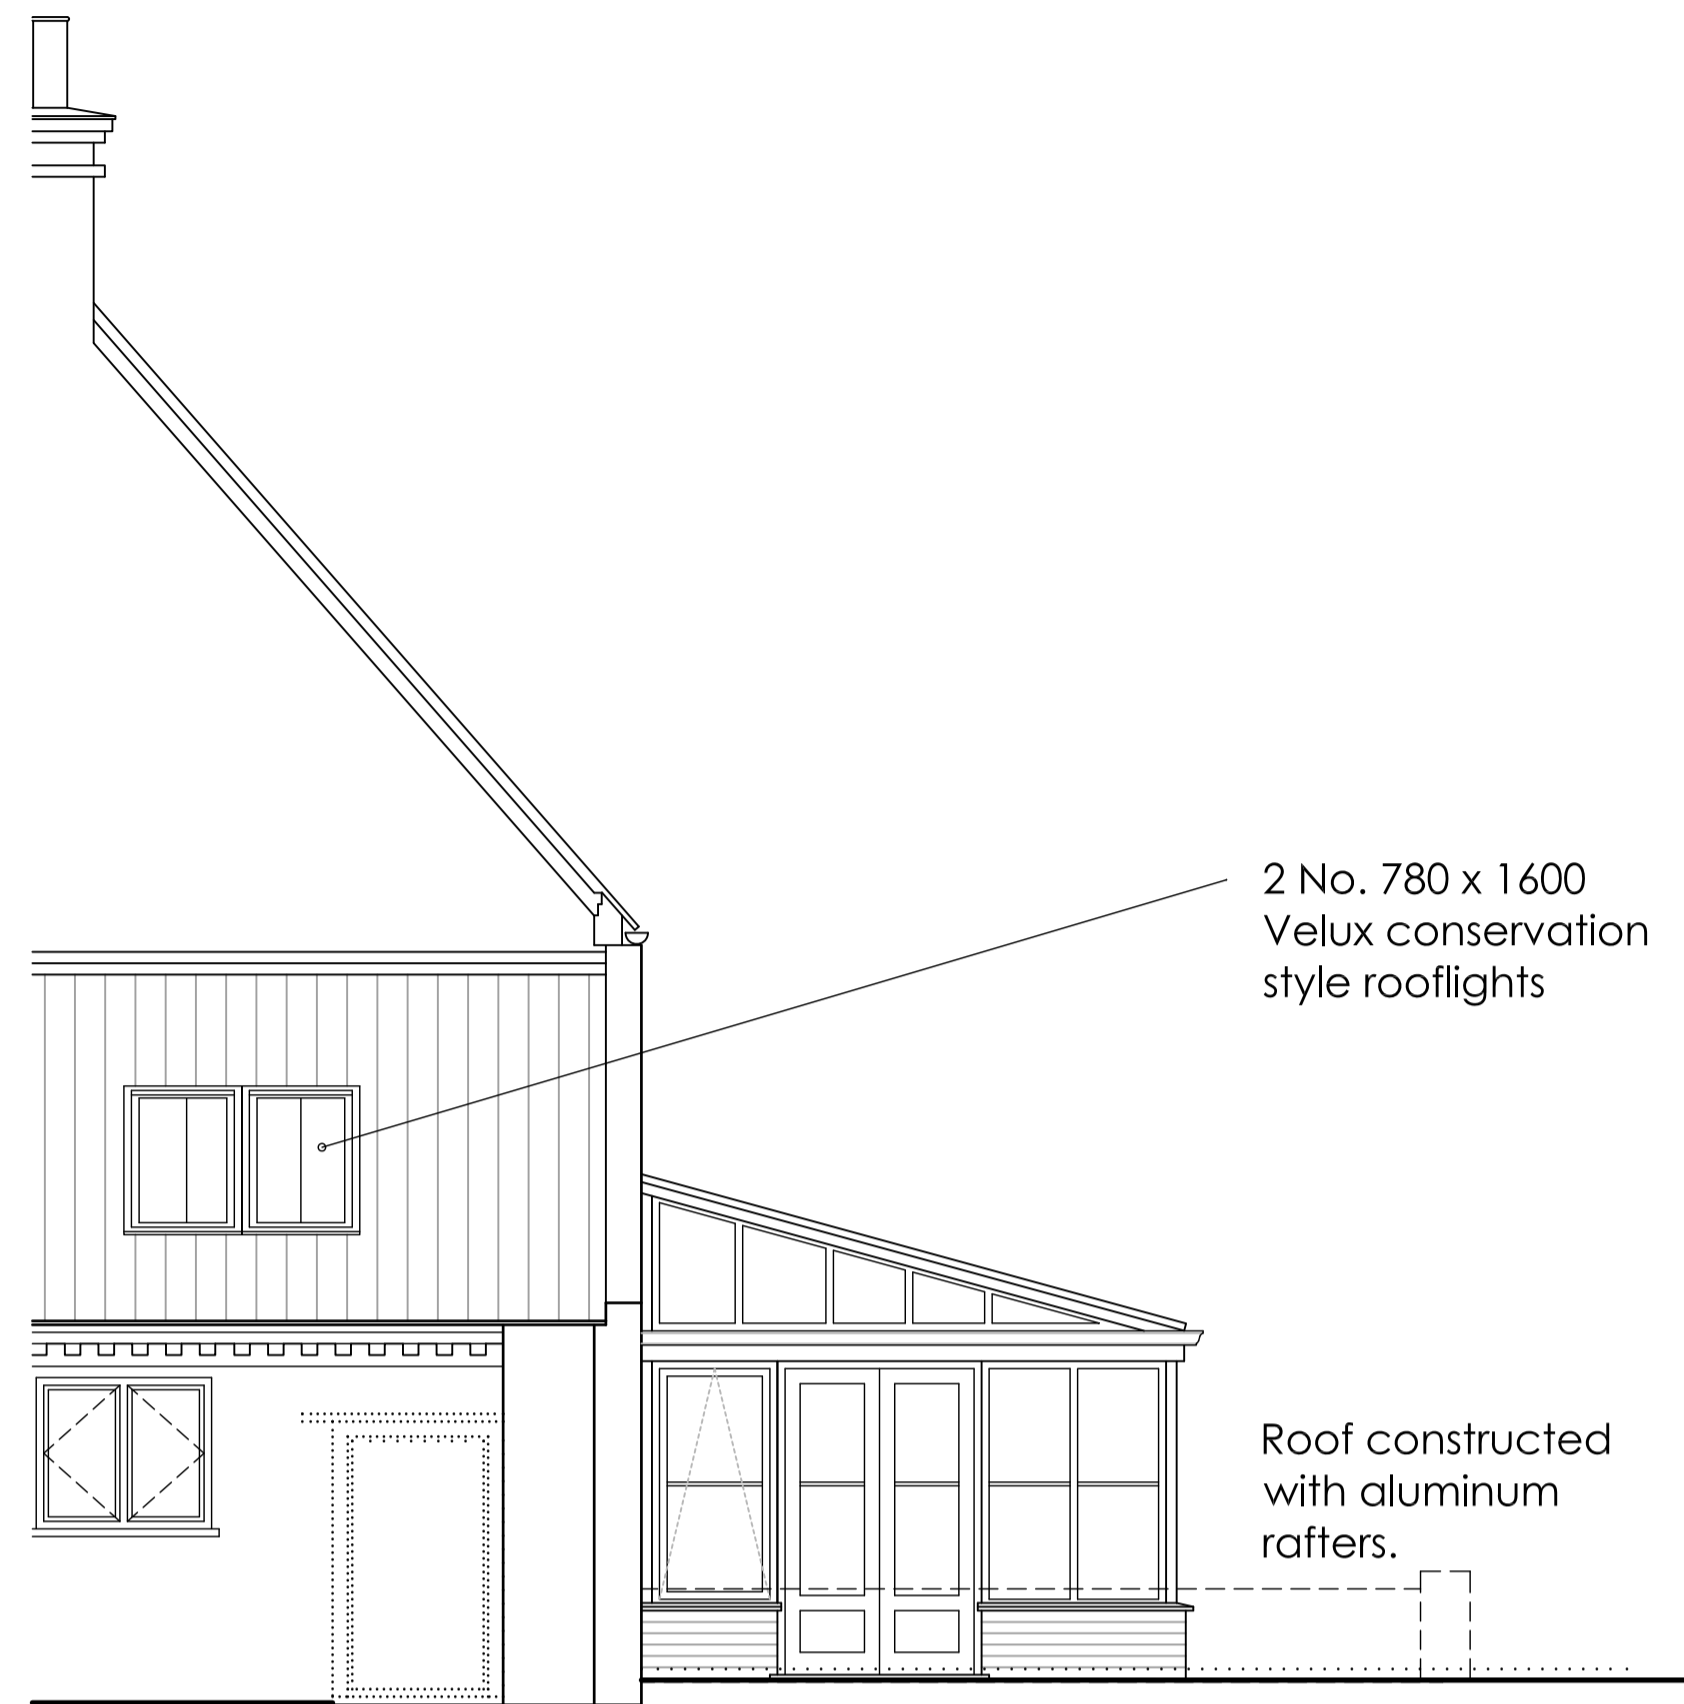 2 No. 780 x 1600
Velux conservation
style rooflights
Roof constructed
with aluminum
rafters.